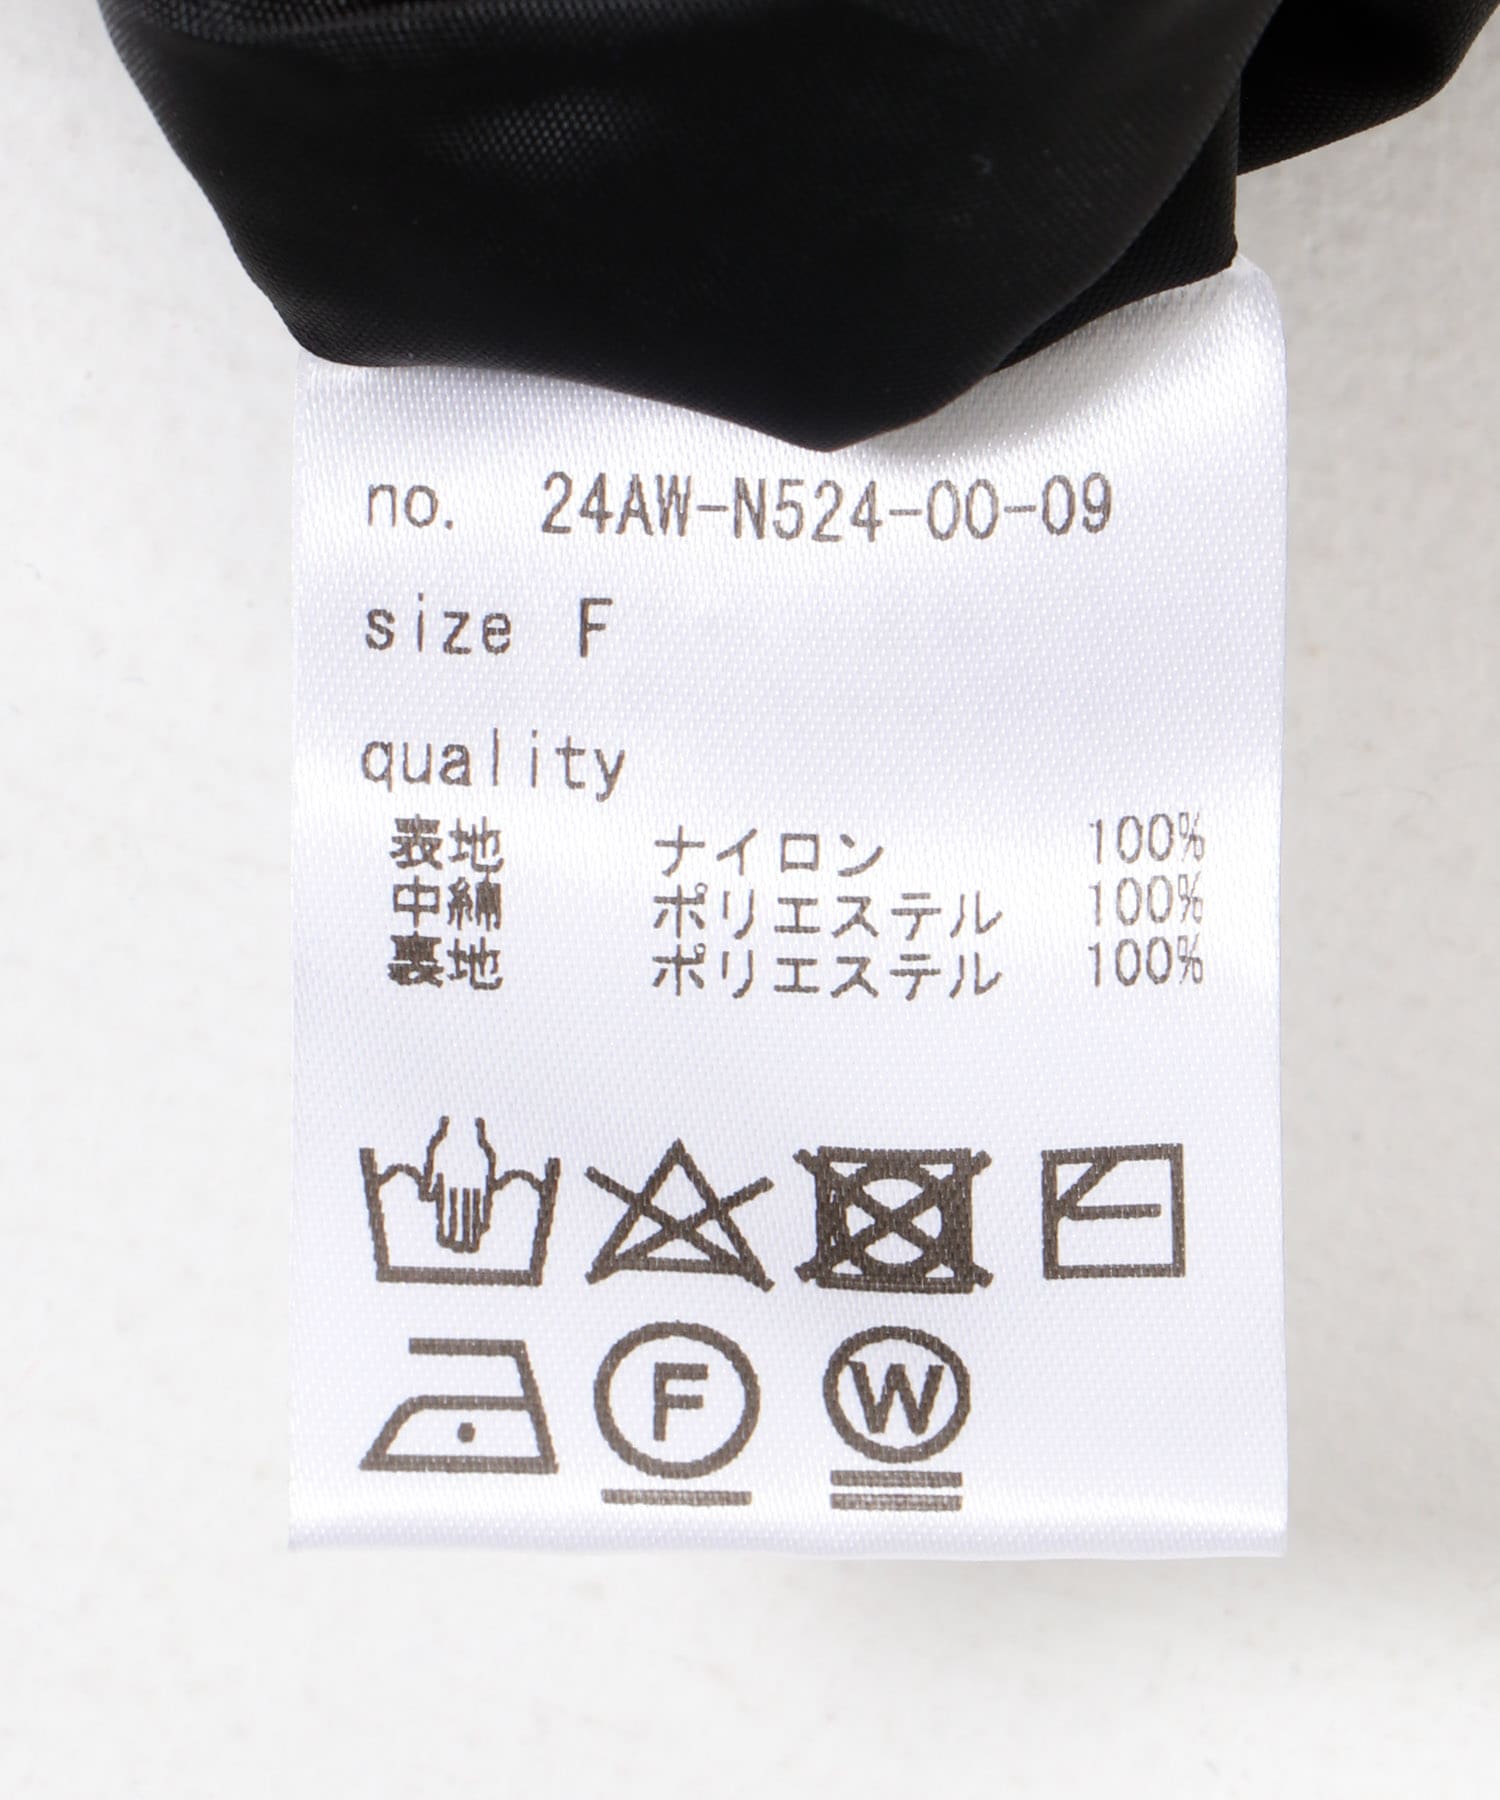 no. 24AW-N524-00-09
size F
quality
表地 ナイロン 100%
中綿 ポリエステル 100%
裏地 ポリエステル 100%
F W